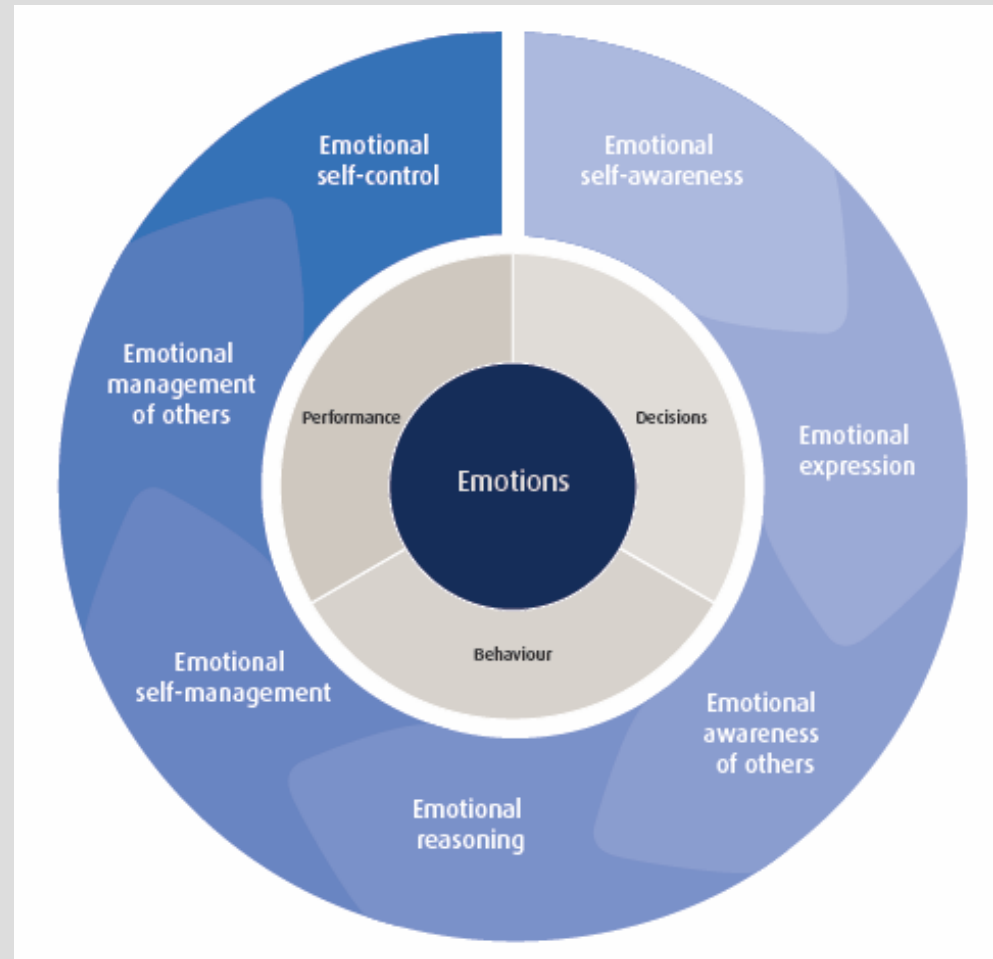 Emotional
self-awareness
Emotional
expression
Emotional
awareness
of others
Emotional
reasoning
Emotional
self-management
Emotional
management
of others
Emotional
self-control
Performance
Decisions
Behaviour
Emotions